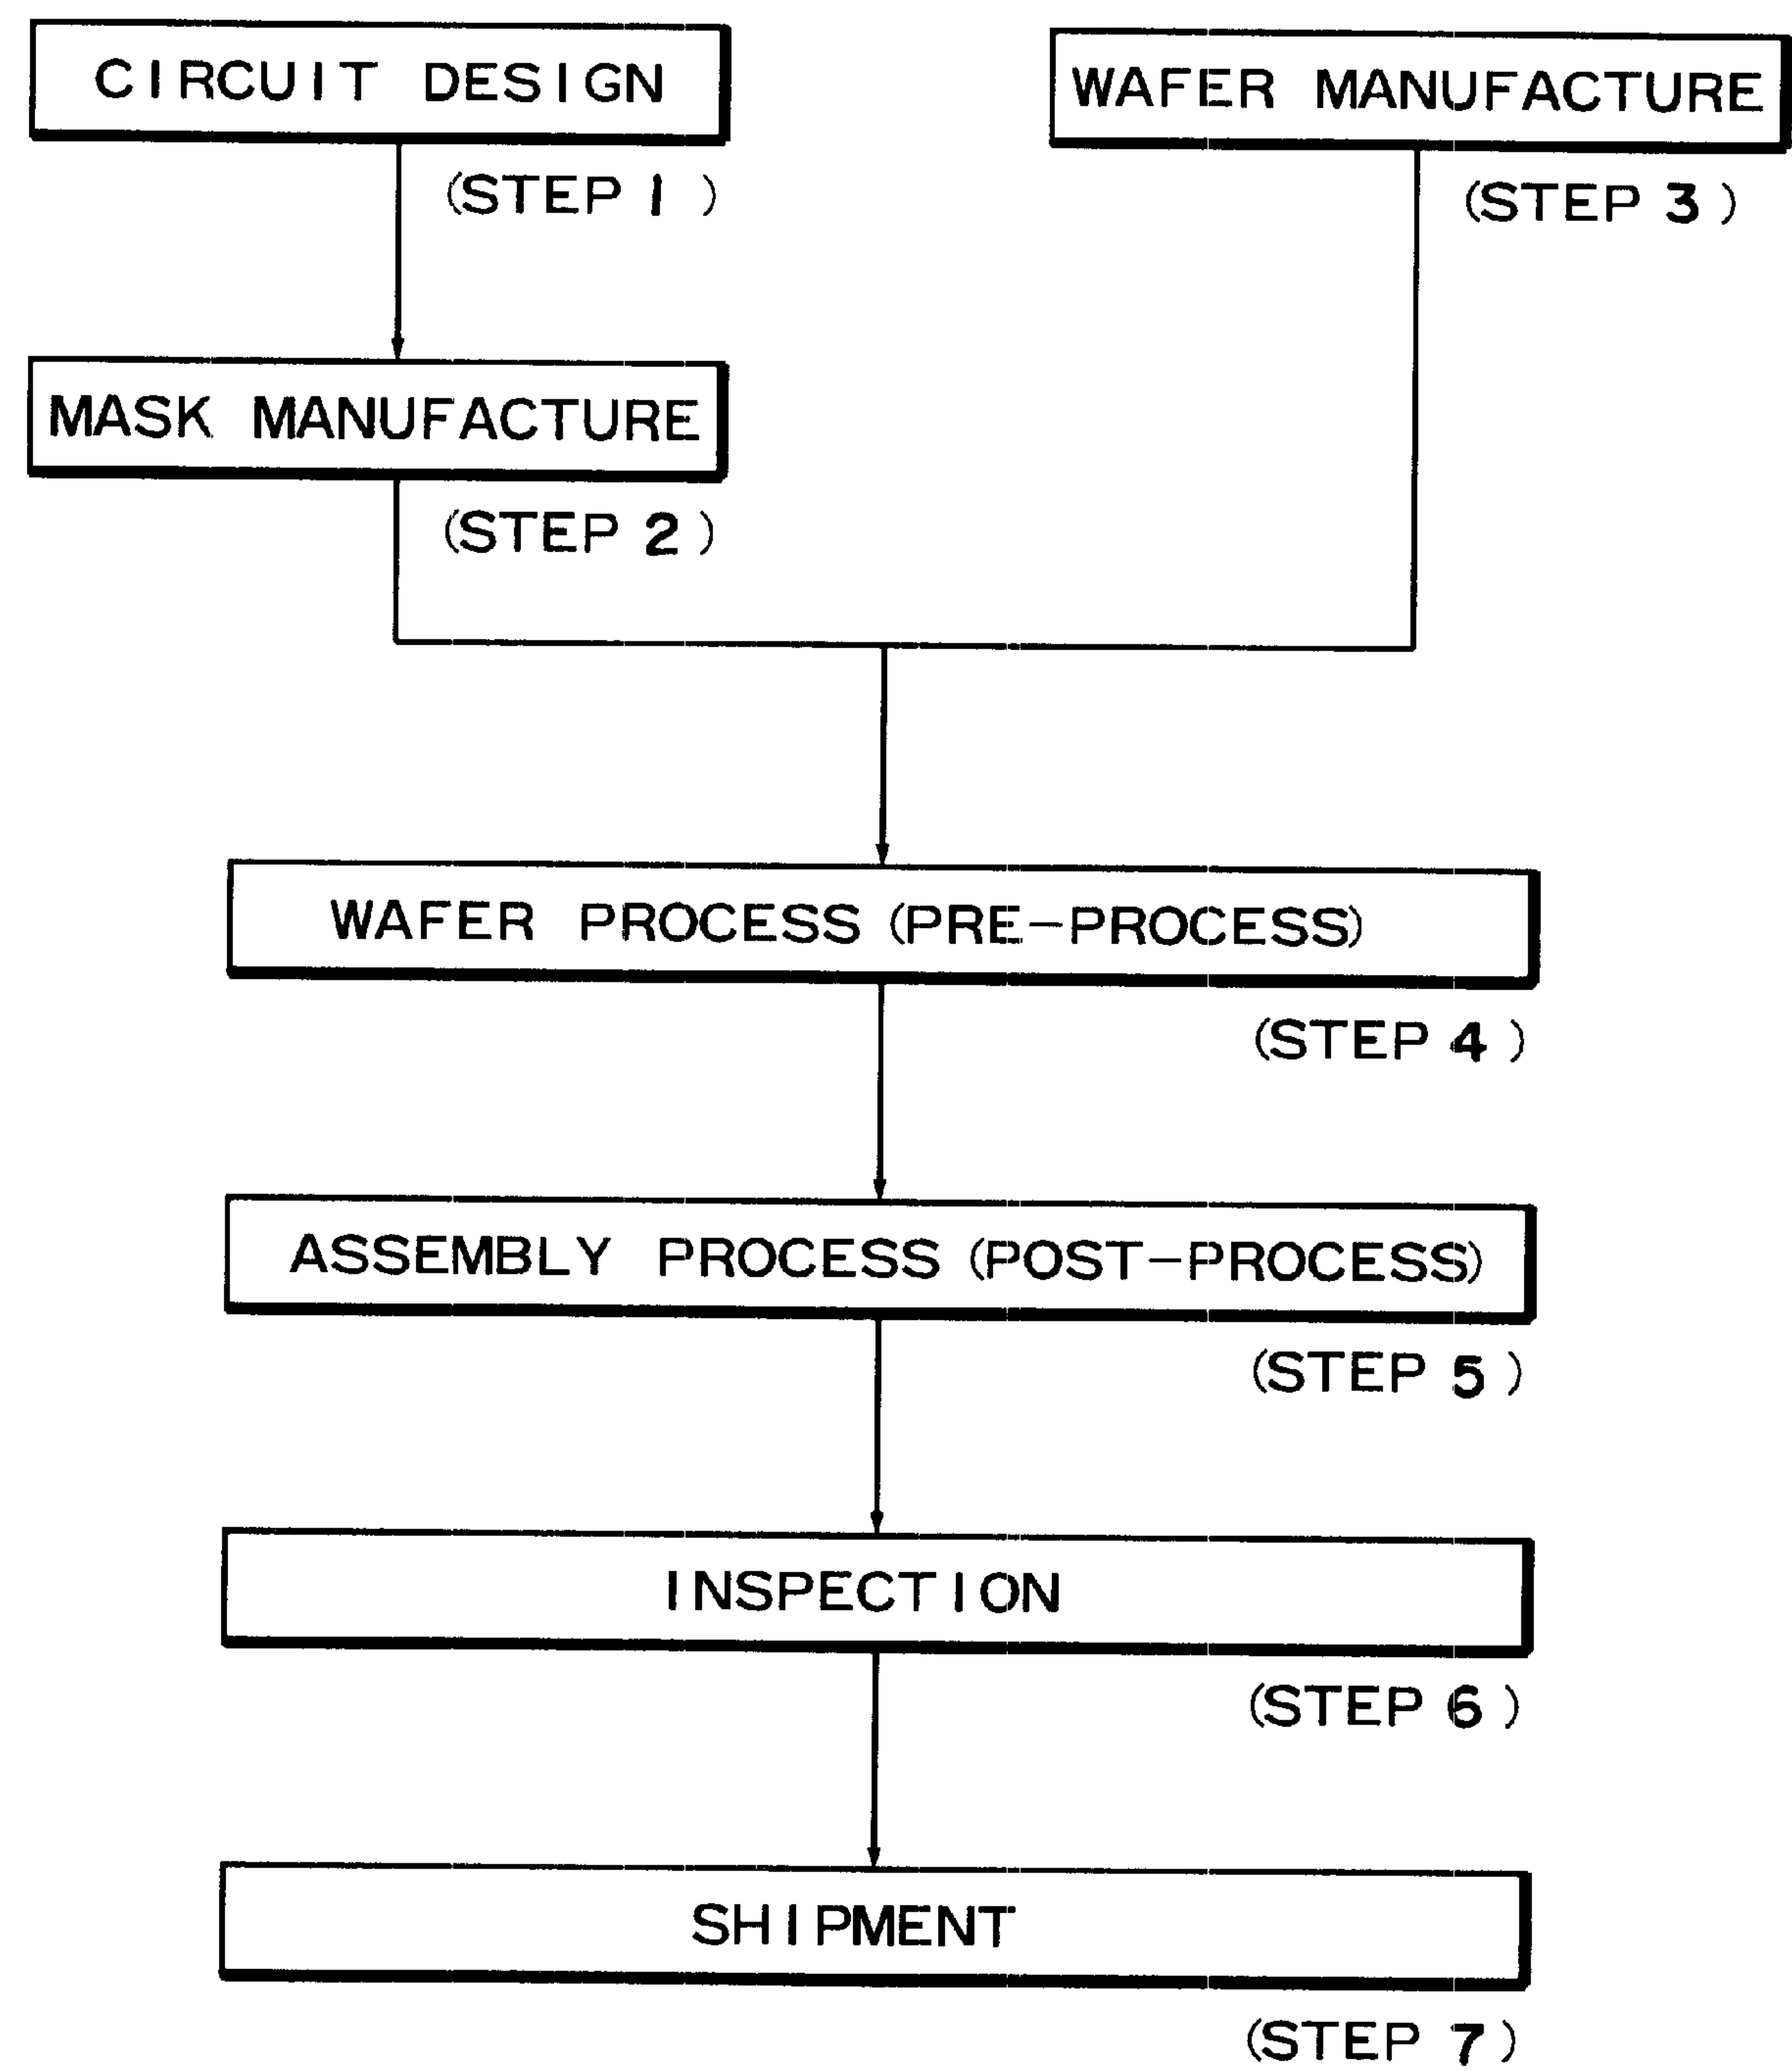 CIRCUIT DESIGN
(STEP 1)
MASK MANUFACTURE
(STEP 2)
WAFER MANUFACTURE
(STEP 3)
WAFER PROCESS (PRE-PROCESS)
(STEP 4)
ASSEMBLY PROCESS (POST-PROCESS)
(STEP 5)
INSPECTION
(STEP 6)
SHIPMENT
(STEP 7)